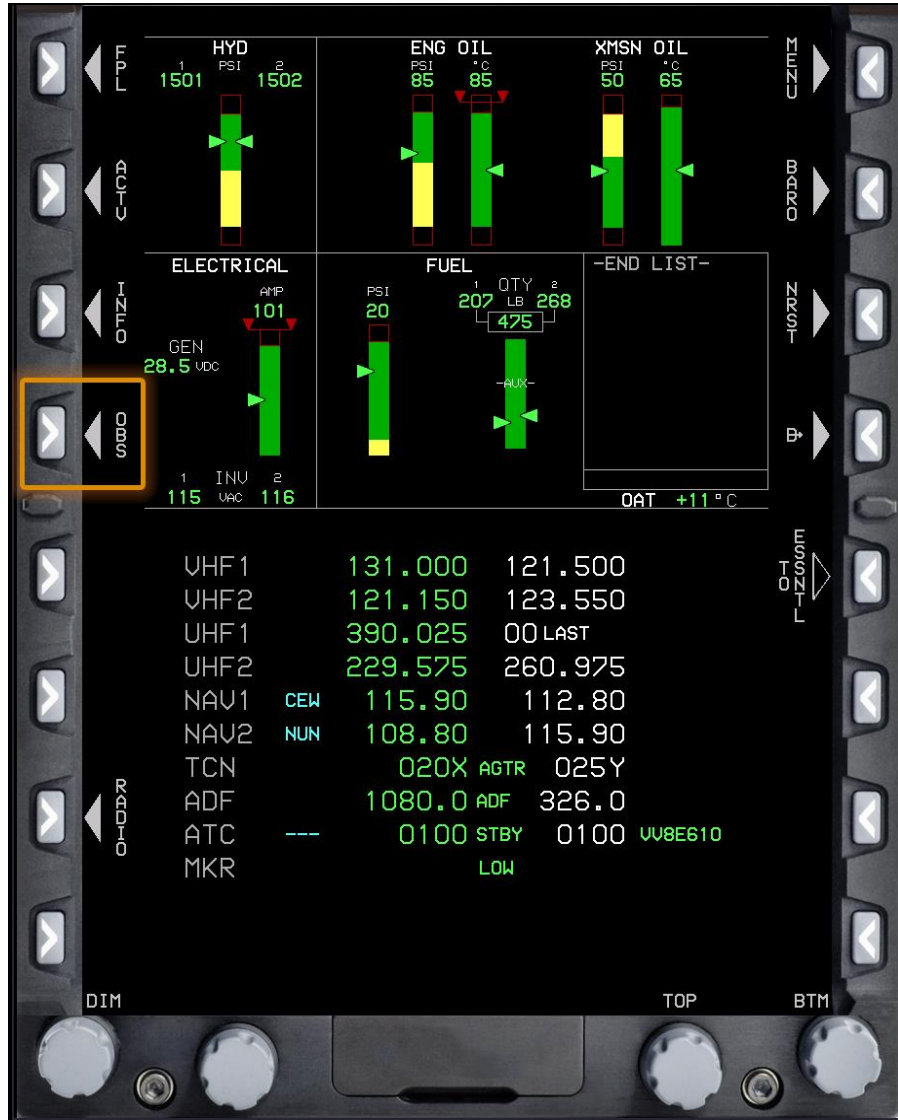 FPL
HYD
1 PSI 2
1501 1502
ENG OIL
PSI °C
85 85
XMSN OIL
PSI °C
50 65
MENU
ACTV
BARO
INFO
ELECTRICAL
AMP
101
GEN
28.5 VDC
1 INV 2
115 VAC 116
FUEL
PSI
20
1 QTY 2
207 LB 268
475
-AUX-
-END LIST-
NRST
OBS
OAT +11°C
ESSNTL
TO
VHF1 131.000 121.500
VHF2 121.150 123.550
UHF1 390.025 00 LAST
UHF2 229.575 260.975
NAV1 CEW 115.90 112.80
NAV2 NUN 108.80 115.90
TCN 020X AGTR 025Y
ADF 1080.0 ADF 326.0
ATC --- 0100 STBY 0100 VV8E610
MKR LOW
RADIO
DIM TOP BTM